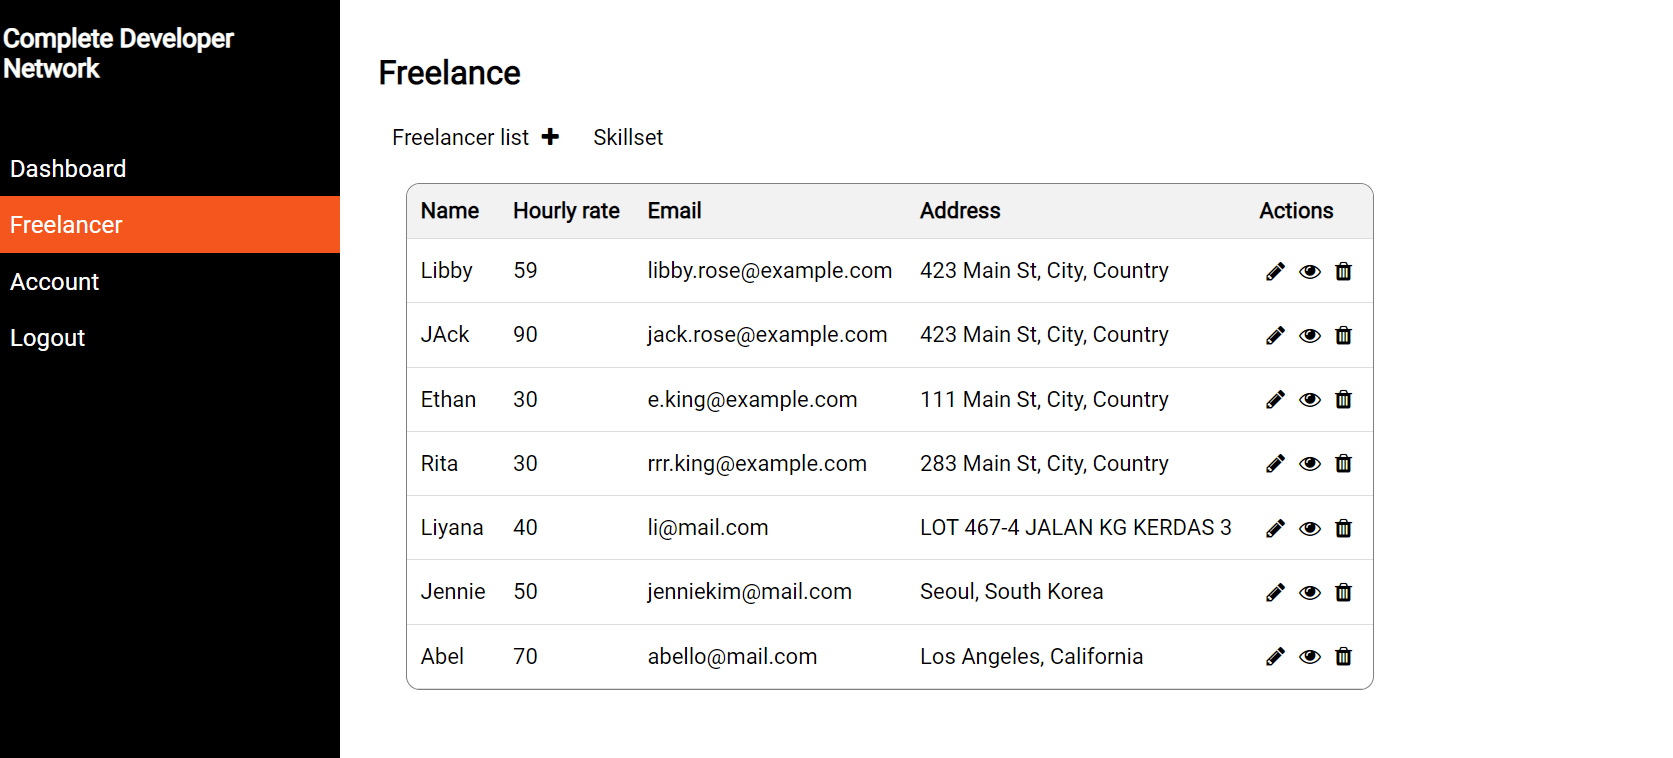 Complete Developer
Network
Dashboard
Freelancer
Account
Logout
Freelance
Freelancer list Skillset
Name Hourly rate Email Address Actions
Libby 59 libby.rose@example.com 423 Main St, City, Country
JAck 90 jack.rose@example.com 423 Main St, City, Country
Ethan 30 e.king@example.com 111 Main St, City, Country
Rita 30 rrr.king@example.com 283 Main St, City, Country
Liyana 40 li@mail.com LOT 467-4 JALAN KG KERDAS 3
Jennie 50 jenniekim@mail.com Seoul, South Korea
Abel 70 abello@mail.com Los Angeles, California